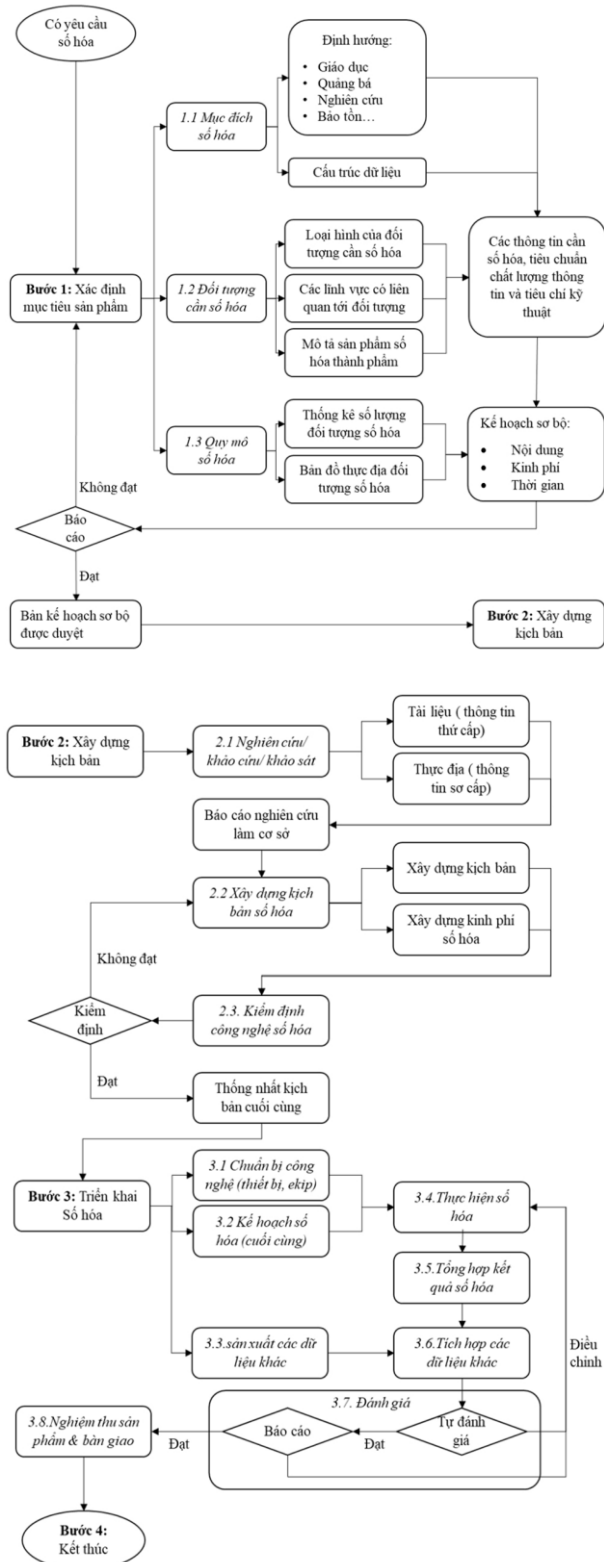 Có yêu cầu
số hóa
Định hướng:
• Giáo dục
• Quảng bá
• Nghiên cứu
• Bảo tồn…
1.1 Mục đích
số hóa
Cấu trúc dữ liệu
Loại hình của đối
tượng cần số hóa
Các thông tin cần
số hóa, tiêu chuẩn
chất lượng thông
tin và tiêu chí kỹ
thuật
Bước 1: Xác định
mục tiêu sản phẩm
1.2 Đối tượng
cần số hóa
Các lĩnh vực có liên
quan tới đối tượng
Mô tả sản phẩm số
hóa thành phẩm
1.3 Quy mô
số hóa
Thống kê số lượng
đối tượng số hóa
Bản đồ thực địa đối
tượng số hóa
Kế hoạch sơ bộ:
• Nội dung
• Kinh phí
• Thời gian
Không đạt
Báo
cáo
Đạt
Bản kế hoạch sơ bộ
được duyệt
Bước 2: Xây dựng
kịch bản
Bước 2: Xây dựng
kịch bản
2.1 Nghiên cứu/
khảo cứu/ khảo sát
Tài liệu ( thông tin
thứ cấp)
Thực địa ( thông
tin sơ cấp)
Báo cáo nghiên cứu
làm cơ sở
2.2 Xây dựng kịch
bản số hóa
Xây dựng kịch bản
Xây dựng kinh phí
số hóa
Không đạt
Kiểm
định
2.3. Kiểm định
công nghệ số hóa
Đạt
Thống nhất kịch
bản cuối cùng
Bước 3: Triển khai
Số hóa
3.1 Chuẩn bị công
nghệ (thiết bị, ekip)
3.2 Kế hoạch số
hóa (cuối cùng)
3.4.Thực hiện số
hóa
3.5.Tổng hợp kết
quả số hóa
3.3.sản xuất các dữ
liệu khác
3.6.Tích hợp các
dữ liệu khác
Điều
chỉnh
3.7. Đánh giá
Tự đánh
giá
Đạt
Báo cáo
Đạt
3.8.Nghiệm thu sản
phẩm & bàn giao
Bước 4:
Kết thúc